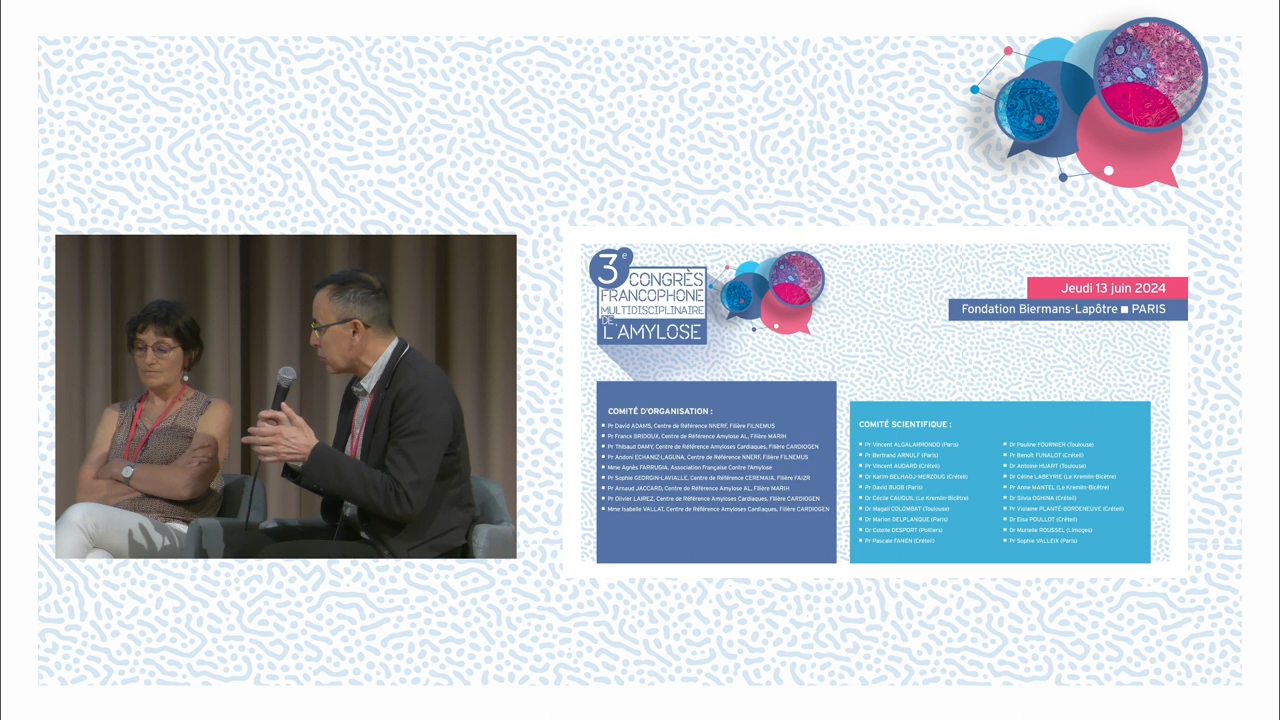 3e CONGRÈS
FRANCOPHONE
MULTIDISCIPLINAIRE
DE L'AMYLOSE
Jeudi 13 juin 2024
Fondation Biermans-Lapôtre ■ PARIS
COMITÉ D'ORGANISATION :
Pr David ADAMS, Centre de Référence NNERF, Filière FILNEMUS
Pr Franck BRIDOUX, Centre de Référence Amylose AL, Filière MARIH
Pr Thibaud DAMY, Centre de Référence Amyloses Cardiaques, Filière CARDIOGEN
Pr Andoni ECHANIZ-LAGUNA, Centre de Référence NNERF, Filière FILNEMUS
Mme Agnès FARRUGIA, Association Française Contre l'Amylose
Pr Sophie GEORGIN-LAVIALLE, Centre de Référence CEREMAIA, Filière FAI2R
Pr Arnaud JACCARD, Centre de Référence Amylose AL, Filière MARIH
Pr Olivier LAIREZ, Centre de Référence Amyloses Cardiaques, Filière CARDIOGEN
Mme Isabelle VALLAT, Centre de Référence Amyloses Cardiaques, Filière CARDIOGEN
COMITÉ SCIENTIFIQUE :
Pr Vincent ALGALARRONDO (Paris)
Pr Bertrand ARNULF (Paris)
Pr Vincent AUDARD (Créteil)
Dr Karim BELHADJ-MERZOUG (Créteil)
Pr David BUOB (Paris)
Dr Cécile CAUQUIL (Le Kremlin-Bicêtre)
Dr Magali COLOMBAT (Toulouse)
Dr Marion DELPLANQUE (Paris)
Dr Estelle DESPORT (Poitiers)
Pr Pascale FANEN (Créteil)
Dr Pauline FOURNIER (Toulouse)
Pr Benoît FUNALOT (Créteil)
Dr Antoine HUART (Toulouse)
Dr Céline LABEYRIE (Le Kremlin-Bicêtre)
Pr Anne MANTEL (Le Kremlin-Bicêtre)
Dr Silvia OGHINA (Créteil)
Pr Violaine PLANTÉ-BORDENEUVE (Créteil)
Dr Elsa POULLOT (Créteil)
Dr Murielle ROUSSEL (Limoges)
Pr Sophie VALLEIX (Paris)